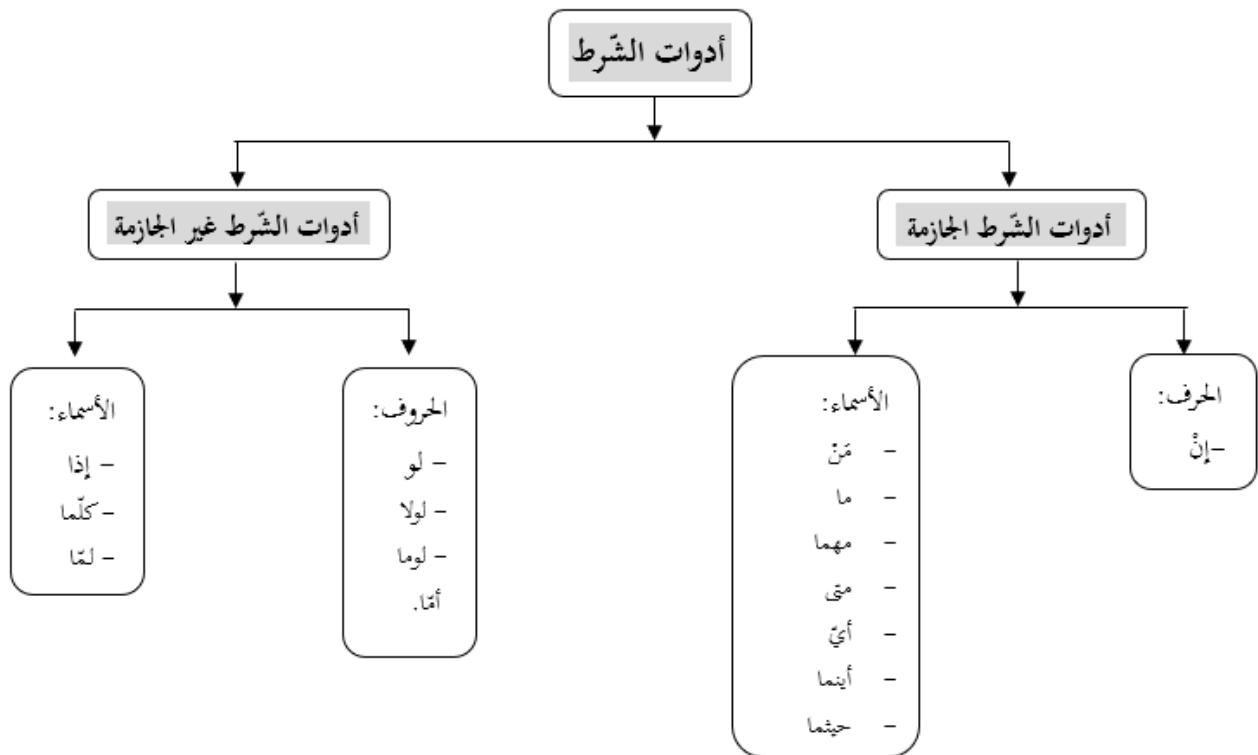 أدوات الشّرط
أدوات الشّرط الجازمة
أدوات الشّرط غير الجازمة
الحرف:
-إنْ
الأسماء:
- مَنْ
- ما
- مهما
- متى
- أيّ
- أينما
- حيثما
الحروف:
- لو
- لولا
- لوما
أمّا.
الأسماء:
- إذا
-كلّما
- لمّا